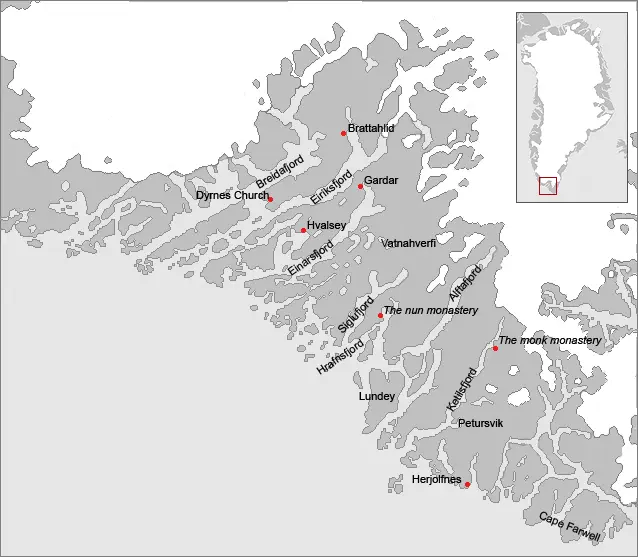 Brattahlid
Breidafjord
Gardar
Eiriksfjord
Dyrnes Church
Hvalsey
Vatnahverfi
Einarsfjord
Alftafjord
Siglufjord
The nun monastery
The monk monastery
Hrafnsfjord
Ketilsfjord
Lundey
Petursvik
Herjolfnes
Cape Farwell